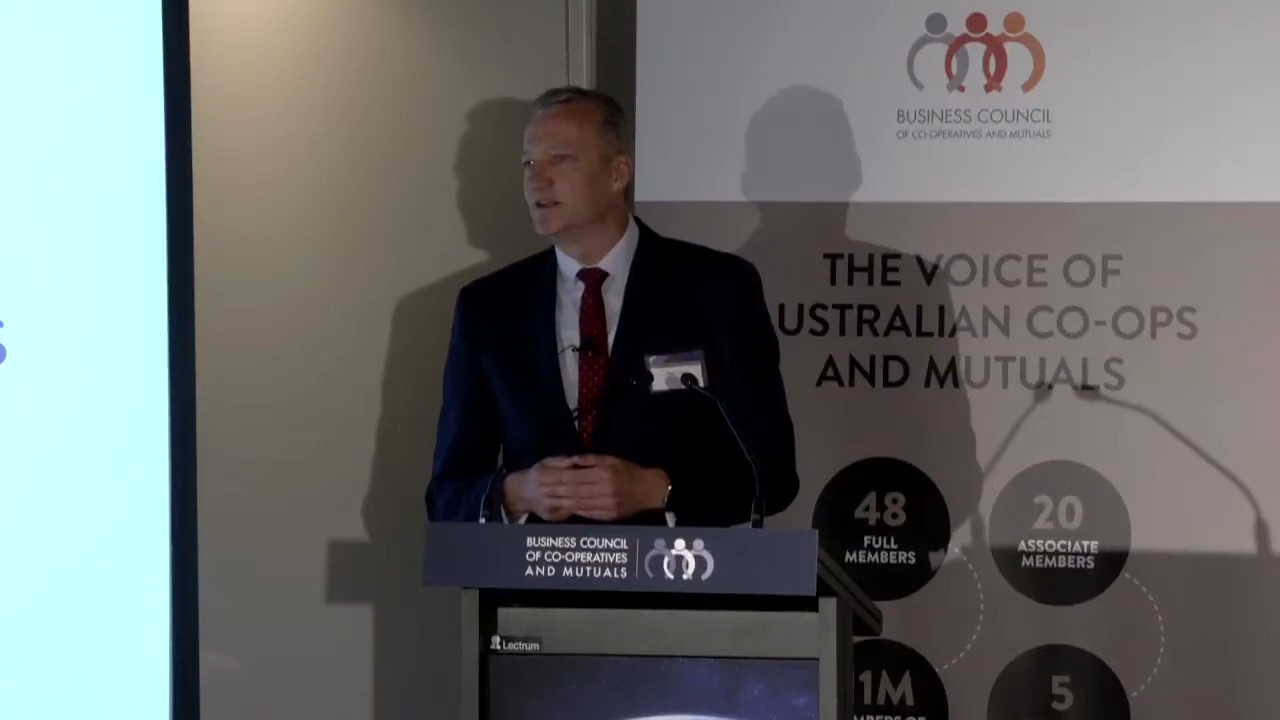 BUSINESS COUNCIL
OF CO-OPERATIVES AND MUTUALS
THE VOICE OF
USTRALIAN CO-OPS
AND MUTUALS
48
FULL
MEMBERS
20
ASSOCIATE
MEMBERS
1M
5
BUSINESS COUNCIL
OF CO-OPERATIVES
AND MUTUALS
Lectrum